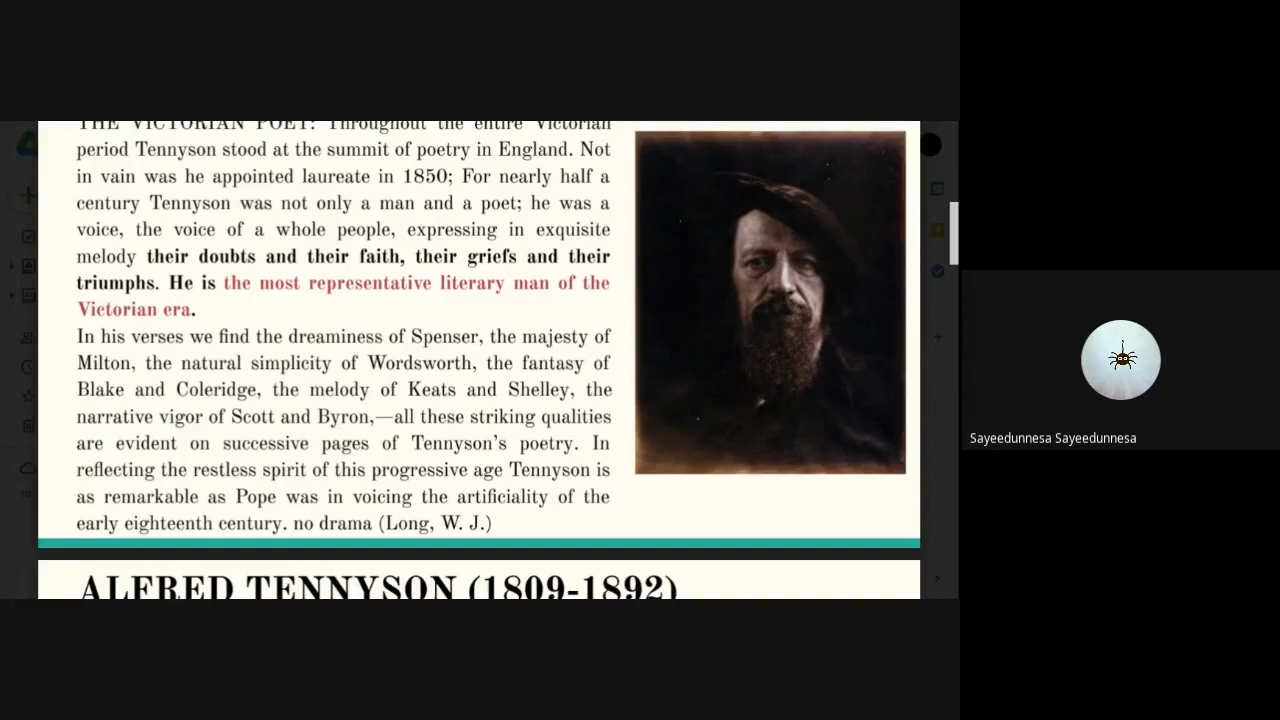 THE VICTORIAN POET: Throughout the entire Victorian
period Tennyson stood at the summit of poetry in England. Not
in vain was he appointed laureate in 1850; For nearly half a
century Tennyson was not only a man and a poet; he was a
voice, the voice of a whole people, expressing in exquisite
melody their doubts and their faith, their griefs and their
triumphs. He is the most representative literary man of the
Victorian era.
In his verses we find the dreaminess of Spenser, the majesty of
Milton, the natural simplicity of Wordsworth, the fantasy of
Blake and Coleridge, the melody of Keats and Shelley, the
narrative vigor of Scott and Byron,—all these striking qualities
are evident on successive pages of Tennyson's poetry. In
reflecting the restless spirit of this progressive age Tennyson is
as remarkable as Pope was in voicing the artificiality of the
early eighteenth century. no drama (Long, W. J.)
ALFRED TENNYSON (1809-1892)
Sayeedunnesa Sayeedunnesa